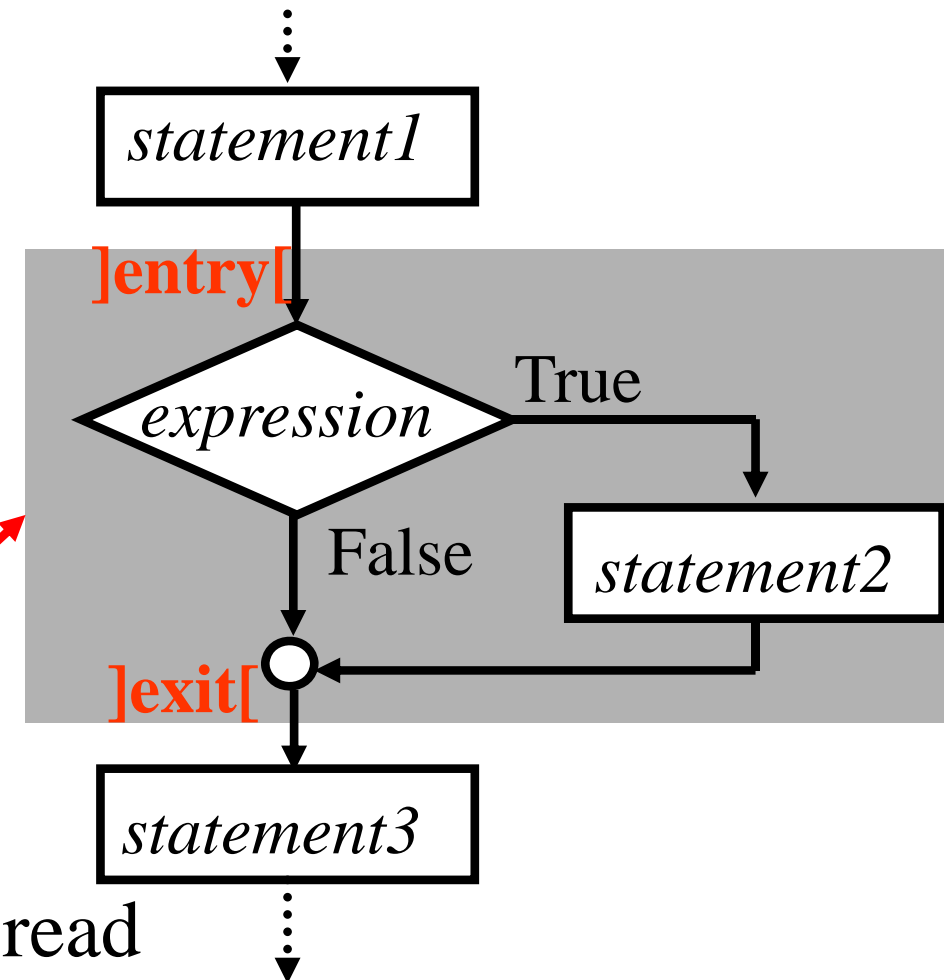 statement1
]entry[
True
expression
False
statement2
]exit[
statement3
read